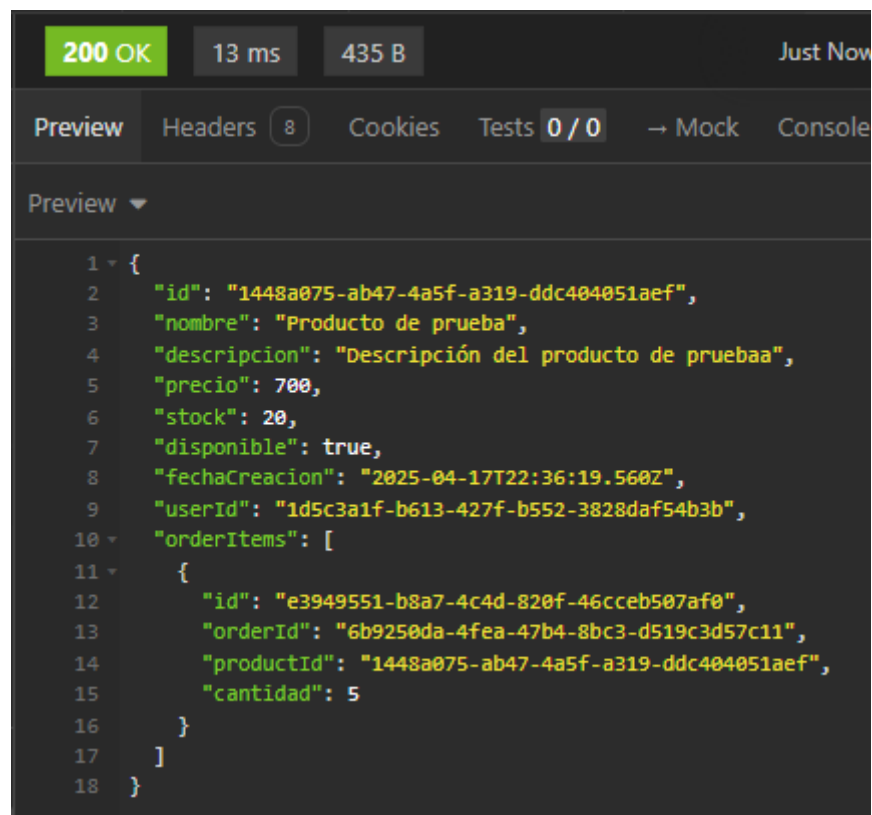 200 OK 13 ms 435 B Just Now
Preview Headers 8 Cookies Tests 0 / 0 → Mock Console
Preview
1 {
2 "id": "1448a075-ab47-4a5f-a319-ddc404051aef",
3 "nombre": "Producto de prueba",
4 "descripcion": "Descripción del producto de pruebaa",
5 "precio": 700,
6 "stock": 20,
7 "disponible": true,
8 "fechaCreacion": "2025-04-17T22:36:19.560Z",
9 "userId": "1d5c3a1f-b613-427f-b552-3828daf54b3b",
10 "orderItems": [
11 {
12 "id": "e3949551-b8a7-4c4d-820f-46cceb507af0",
13 "orderId": "6b9250da-4fea-47b4-8bc3-d519c3d57c11",
14 "productId": "1448a075-ab47-4a5f-a319-ddc404051aef",
15 "cantidad": 5
16 }
17 ]
18 }